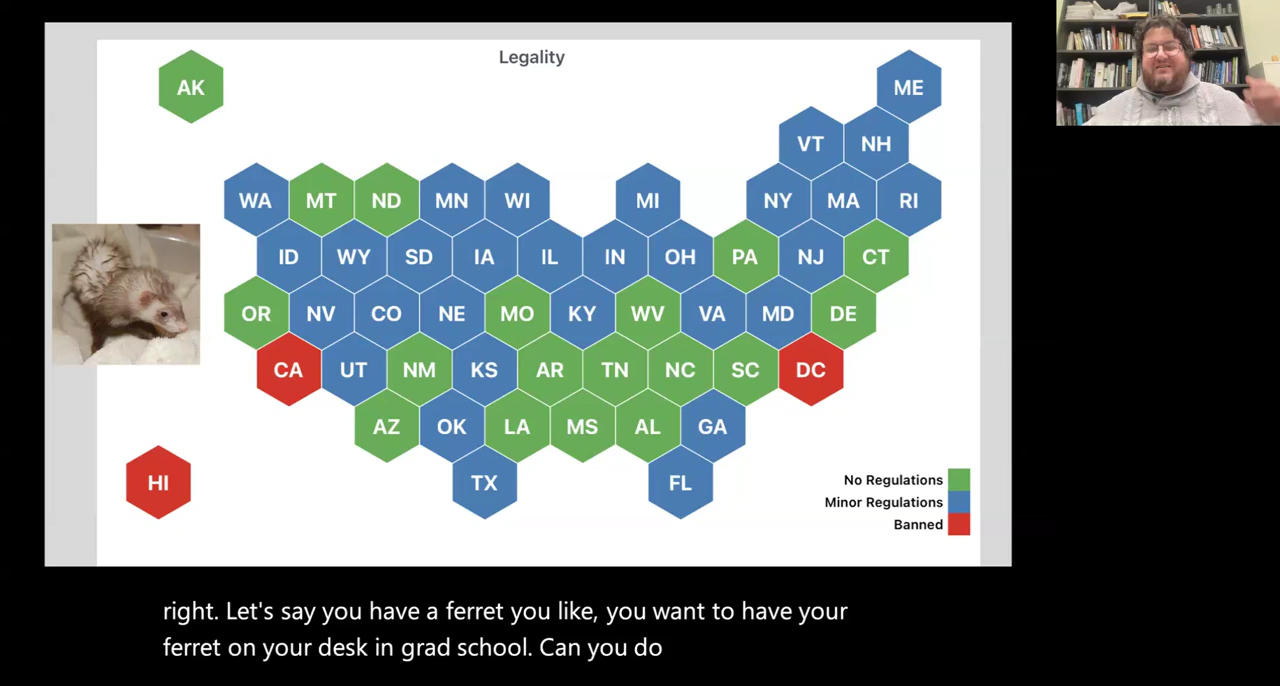 Legality
AK
ME
VT NH
WA MT ND MN WI MI NY MA RI
ID WY SD IA IL IN OH PA NJ CT
OR NV CO NE MO KY WV VA MD DE
CA UT NM KS AR TN NC SC DC
AZ OK LA MS AL GA
HI TX FL
No Regulations
Minor Regulations
Banned
right. Let's say you have a ferret you like, you want to have your
ferret on your desk in grad school. Can you do